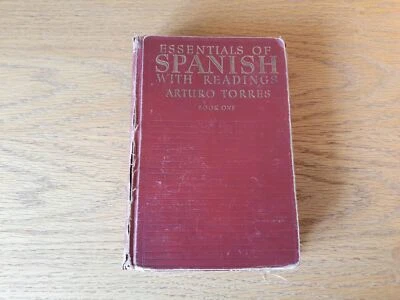 ESSENTIALS OF
SPANISH
WITH READINGS
ARTURO TORRES
BOOK ONE